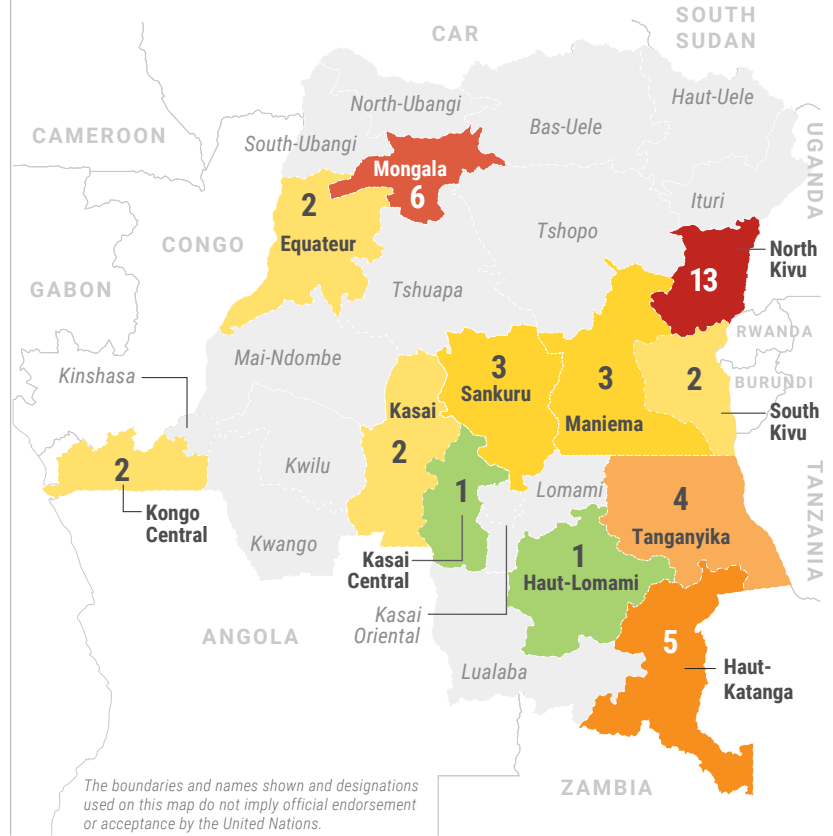 SOUTH
SUDAN
CAR
North-Ubangi
Haut-Uele
Bas-Uele
CAMEROON
South-Ubangi
UGANDA
Mongala
6
2
Equateur
Ituri
Tshopo
CONGO
North
Kivu
13
GABON
Tshuapa
RWANDA
Mai-Ndombe
Kinshasa
3
Sankuru
3
Maniema
2
BURUNDI
South
Kivu
Kasai
2
Kwilu
2
Kongo
Central
1
Lomami
4
Tanganyika
TANZANIA
Kwango
Kasai
Central
1
Haut-Lomami
Kasai
Oriental
ANGOLA
5
Lualaba
Haut-
Katanga
ZAMBIA
The boundaries and names shown and designations
used on this map do not imply official endorsement
or acceptance by the United Nations.